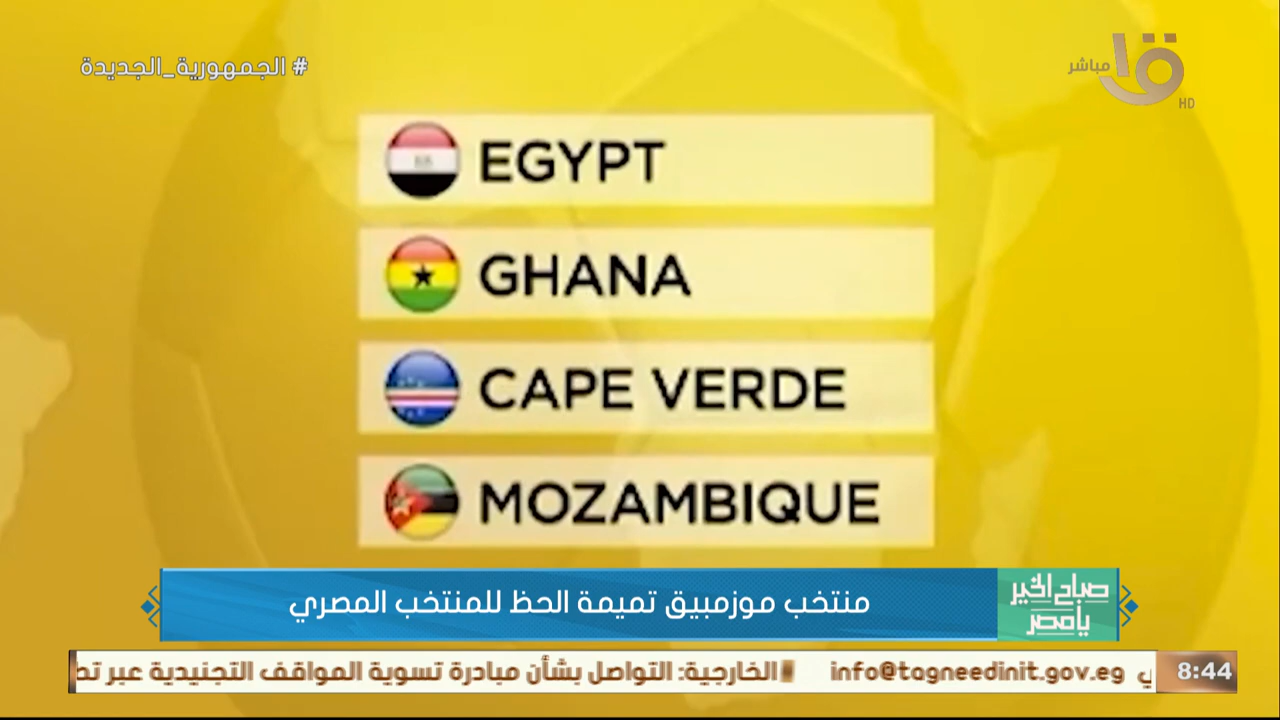 #الجمهورية_الجديدة
مباشر
HD
EGYPT
GHANA
CAPE VERDE
MOZAMBIQUE
صباح الخير يا مصر
منتخب موزمبيق تميمة الحظ للمنتخب المصري
8:44
info@tagneedinit.gov.eg
الخارجية: التواصل بشأن مبادرة تسوية المواقف التجنيدية عبر